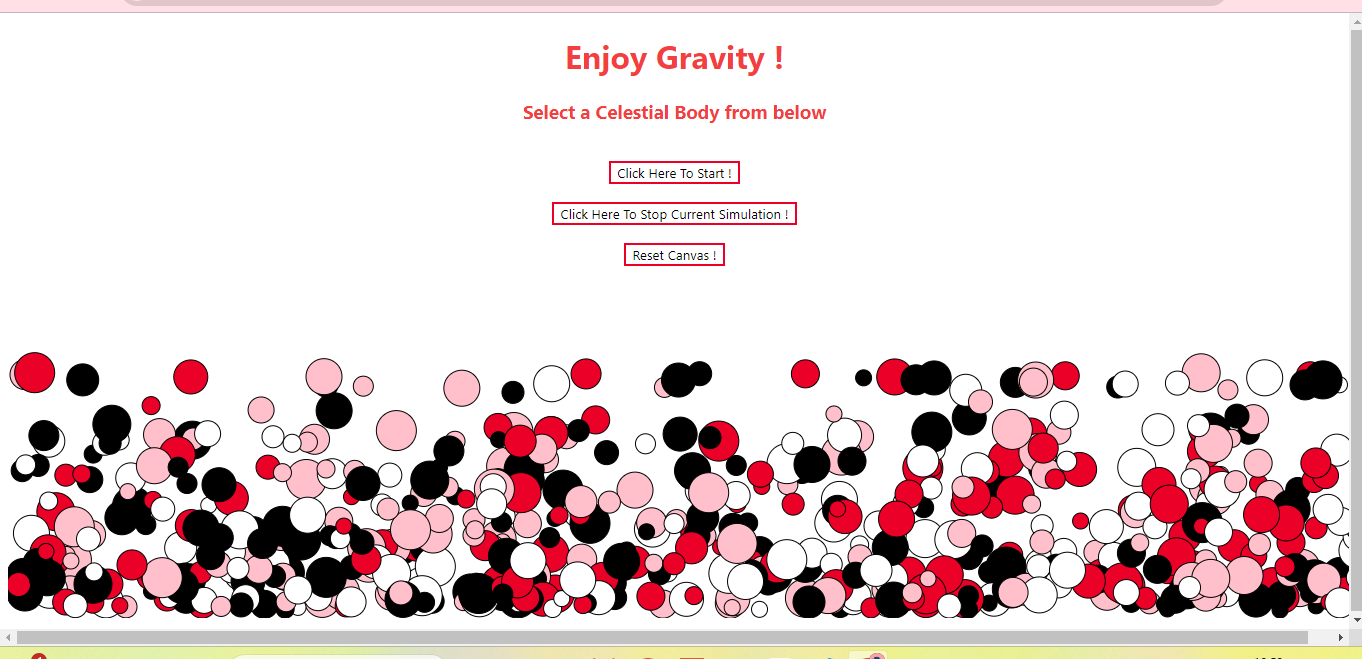 Enjoy Gravity !
Select a Celestial Body from below
Click Here To Start !
Click Here To Stop Current Simulation !
Reset Canvas !